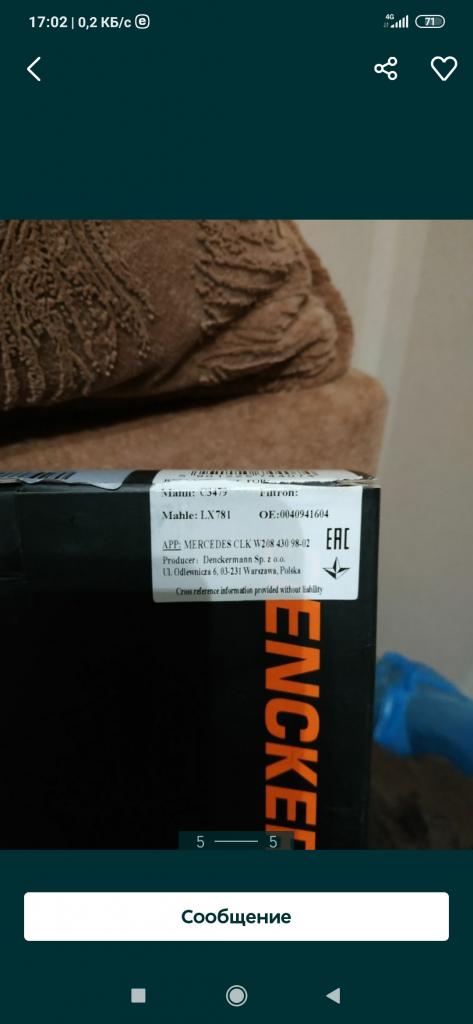 17:02 | 0,2 КБ/с
4G
71
Mann: C3475 Filtron:
Mahle: LX781 OE:0040941604
APP: MERCEDES CLK W208 430 98-02
EAC
Producer: Denckermann Sp. z o.o.
Ul. Odlewnicza 6, 03-231 Warszawa, Polska
Cross reference information provided without liability
ENCKER
5 5
Сообщение